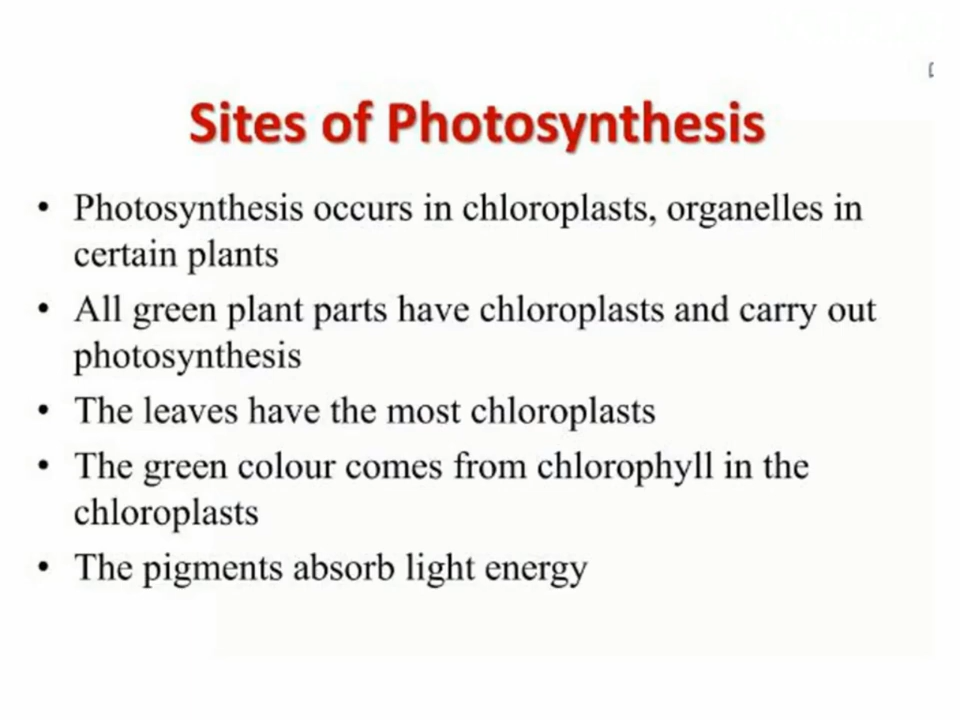 Sites of Photosynthesis
• Photosynthesis occurs in chloroplasts, organelles in
certain plants
• All green plant parts have chloroplasts and carry out
photosynthesis
• The leaves have the most chloroplasts
• The green colour comes from chlorophyll in the
chloroplasts
• The pigments absorb light energy